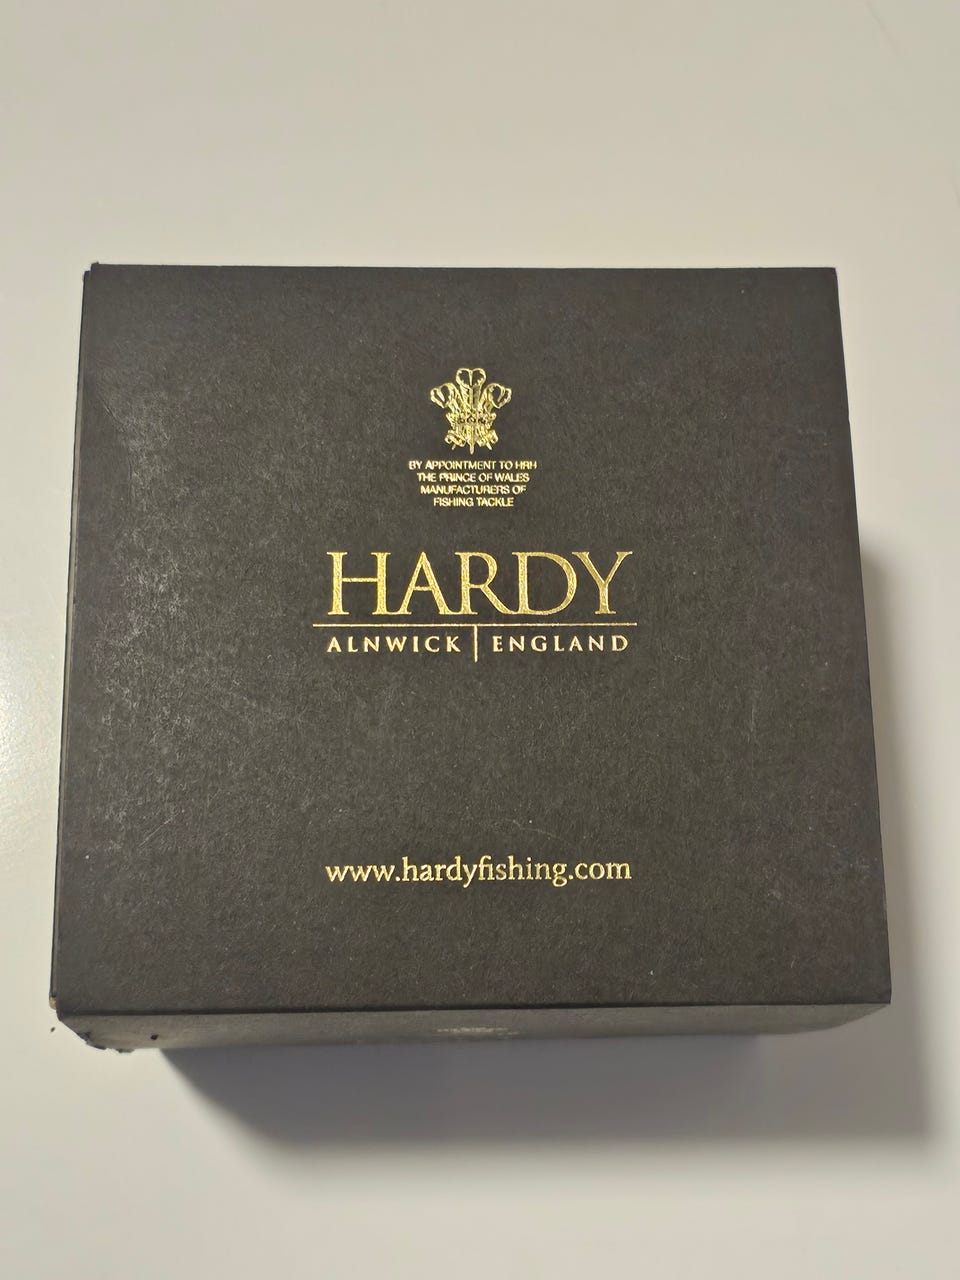 BY APPOINTMENT TO HRH
THE PRINCE OF WALES
MANUFACTURERS OF
FISHING TACKLE
HARDY
ALNWICK | ENGLAND
www.hardyfishing.com